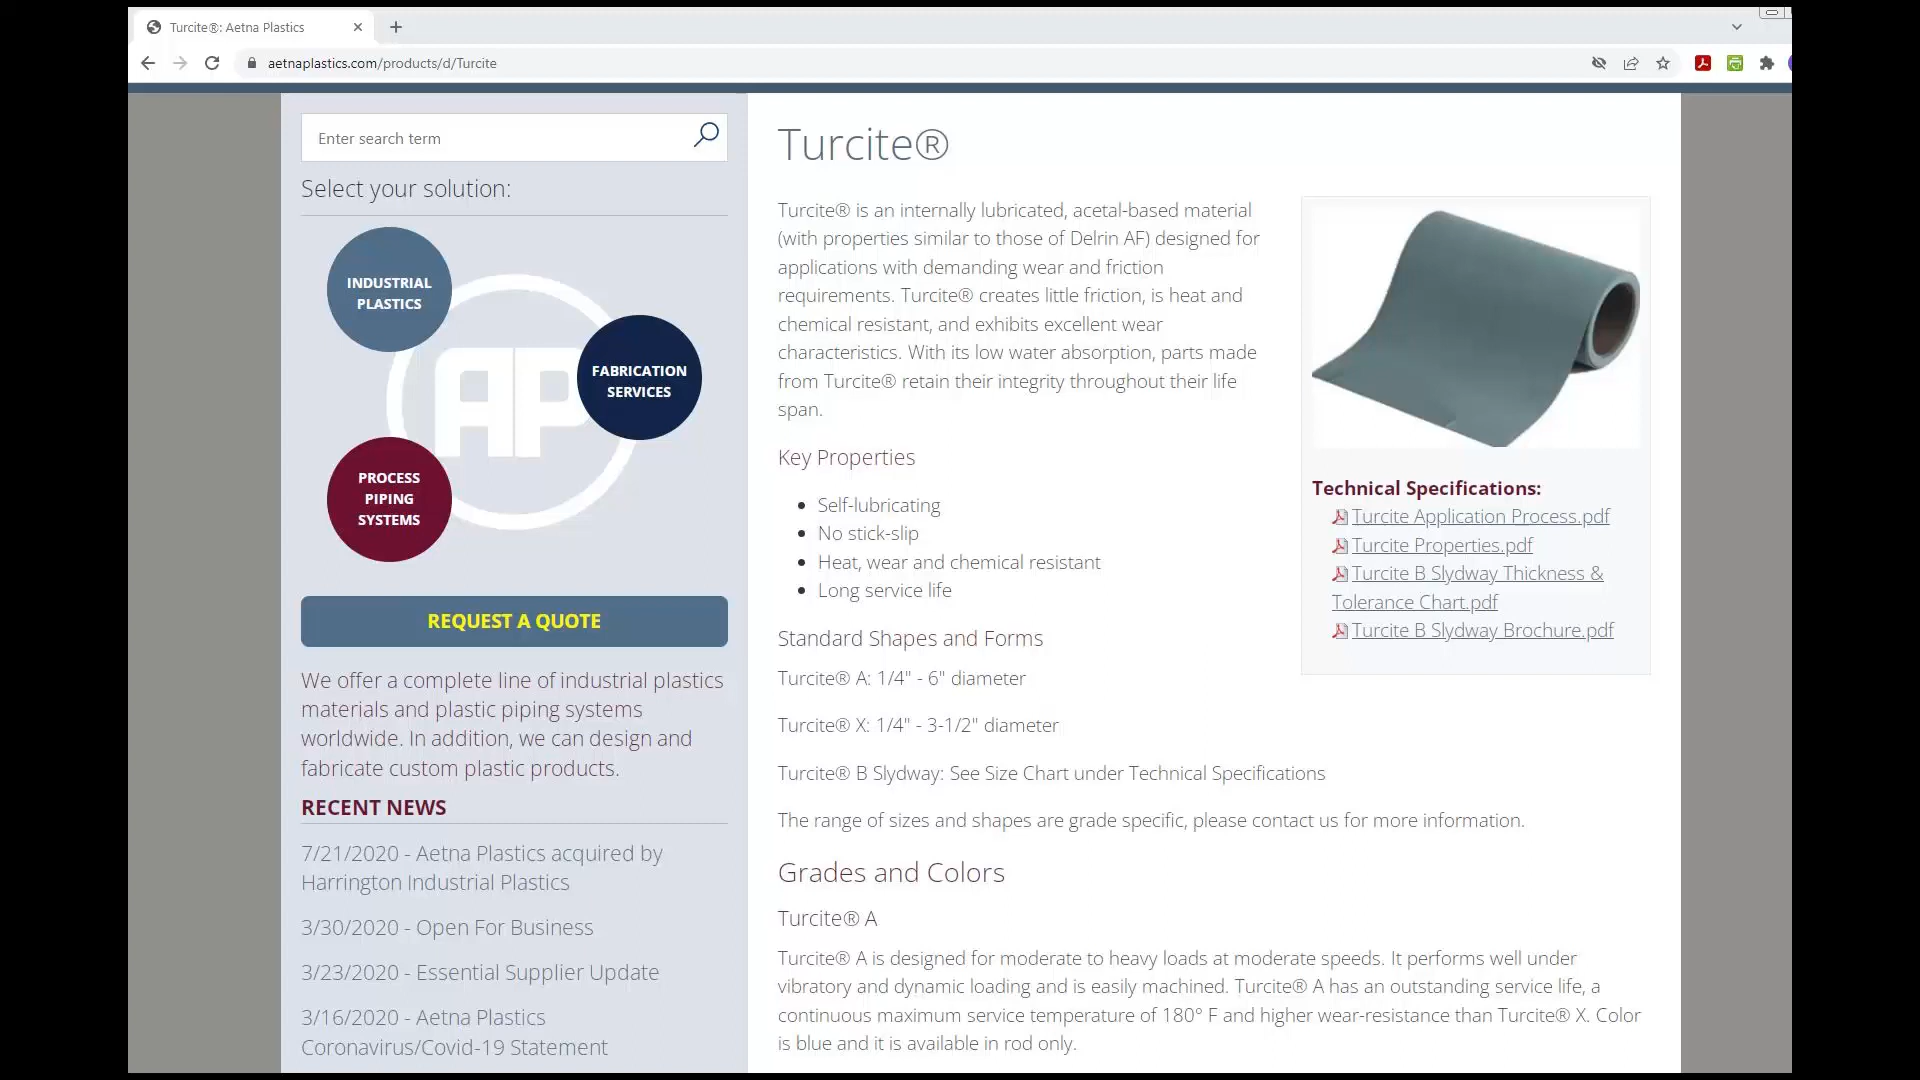 Turcite®: Aetna Plastics
aetnaplastics.com/products/d/Turcite
Enter search term
Select your solution:
INDUSTRIAL
PLASTICS
FABRICATION
SERVICES
AP
PROCESS
PIPING
SYSTEMS
REQUEST A QUOTE
We offer a complete line of industrial plastics
materials and plastic piping systems
worldwide. In addition, we can design and
fabricate custom plastic products.
RECENT NEWS
7/21/2020 - Aetna Plastics acquired by
Harrington Industrial Plastics
3/30/2020 - Open For Business
3/23/2020 - Essential Supplier Update
3/16/2020 - Aetna Plastics
Coronavirus/Covid-19 Statement
Turcite®
Turcite® is an internally lubricated, acetal-based material
(with properties similar to those of Delrin AF) designed for
applications with demanding wear and friction
requirements. Turcite® creates little friction, is heat and
chemical resistant, and exhibits excellent wear
characteristics. With its low water absorption, parts made
from Turcite® retain their integrity throughout their life
span.
Key Properties
Self-lubricating
No stick-slip
Heat, wear and chemical resistant
Long service life
Standard Shapes and Forms
Turcite® A: 1/4" - 6" diameter
Turcite® X: 1/4" - 3-1/2" diameter
Turcite® B Slydway: See Size Chart under Technical Specifications
The range of sizes and shapes are grade specific, please contact us for more information.
Grades and Colors
Turcite® A
Turcite® A is designed for moderate to heavy loads at moderate speeds. It performs well under
vibratory and dynamic loading and is easily machined. Turcite® A has an outstanding service life, a
continuous maximum service temperature of 180° F and higher wear-resistance than Turcite® X. Color
is blue and it is available in rod only.
Technical Specifications:
Turcite Application Process.pdf
Turcite Properties.pdf
Turcite B Slydway Thickness &
Tolerance Chart.pdf
Turcite B Slydway Brochure.pdf